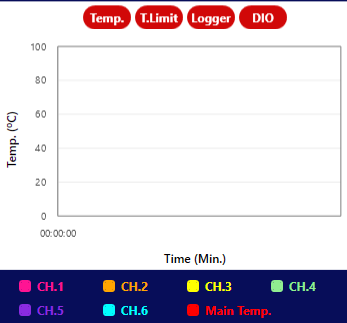 Temp. T.Limit Logger DIO
100
80
60
40
20
0
Temp. (ºC)
00:00:00
Time (Min.)
CH.1 CH.2 CH.3 CH.4
CH.5 CH.6 Main Temp.